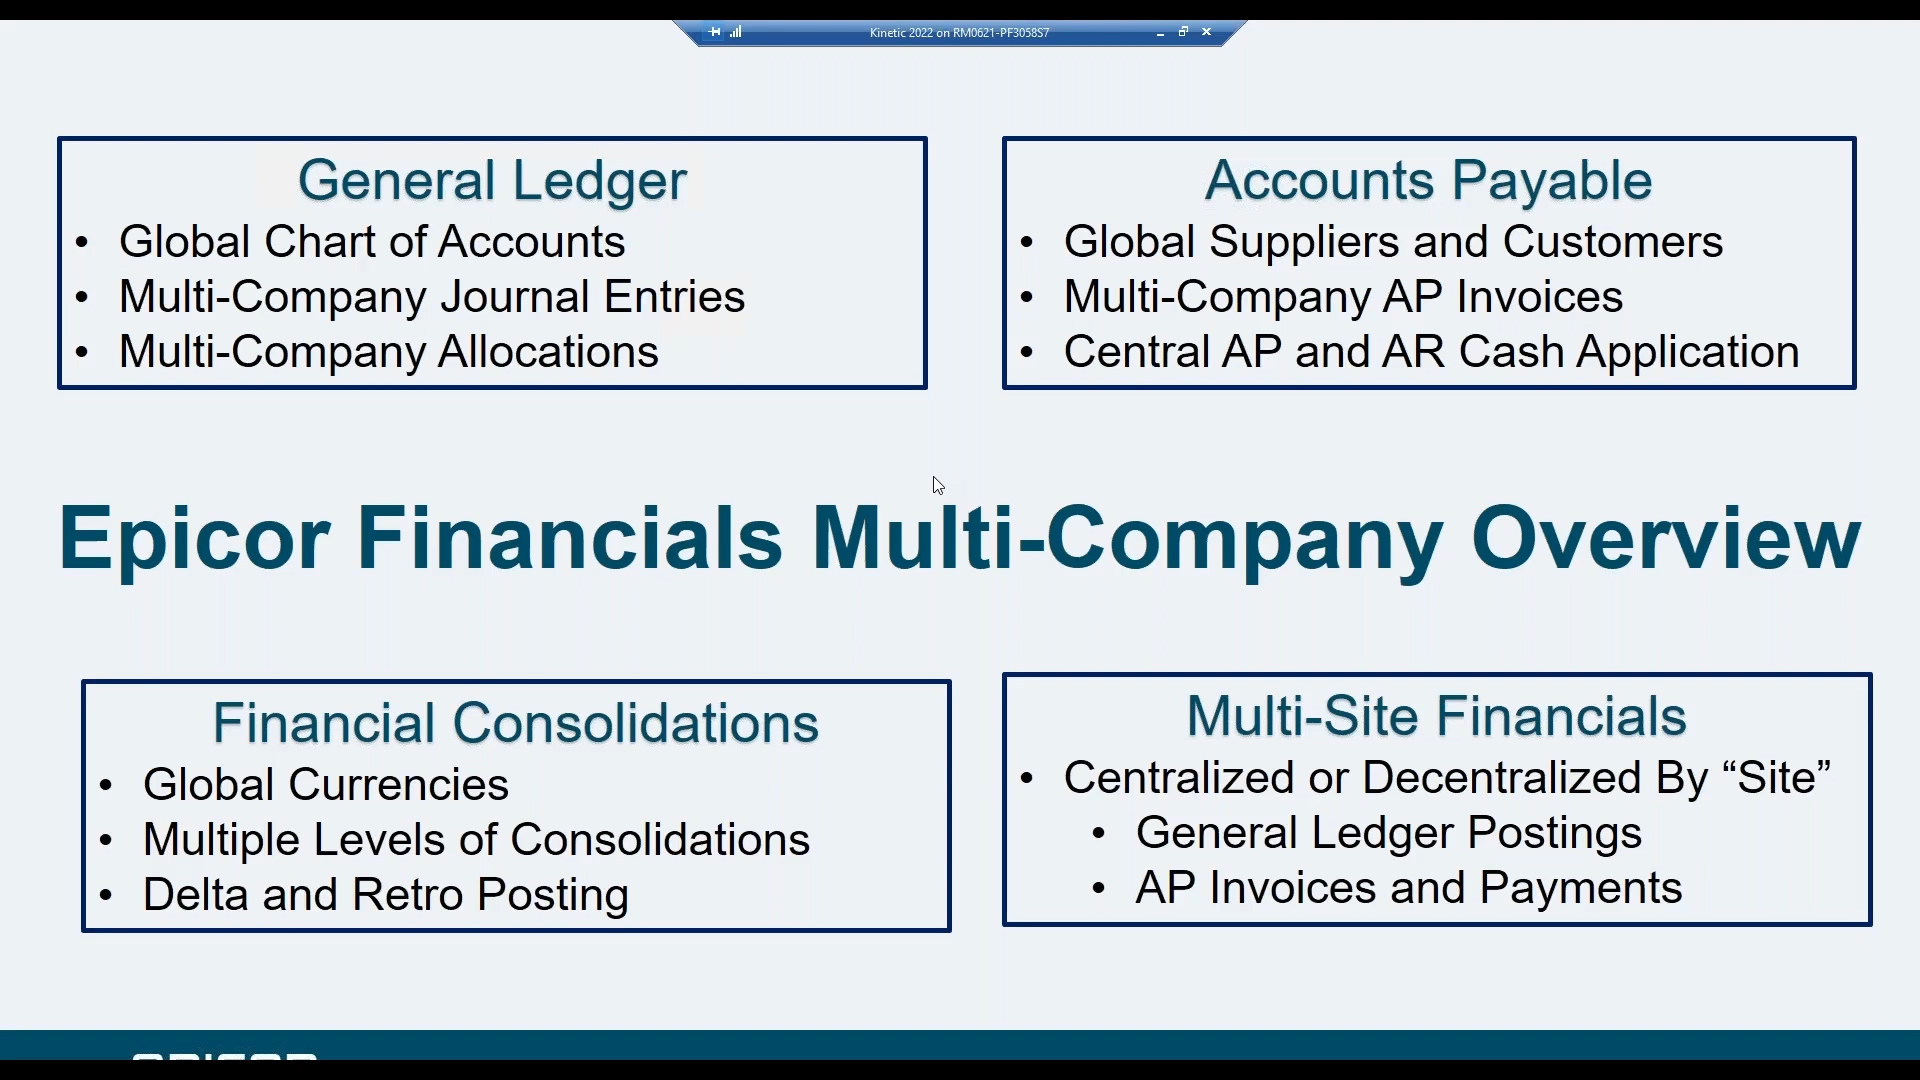 Kinetic 2022 on RM0621-PF3058S7
General Ledger
• Global Chart of Accounts
• Multi-Company Journal Entries
• Multi-Company Allocations
Accounts Payable
• Global Suppliers and Customers
• Multi-Company AP Invoices
• Central AP and AR Cash Application
Epicor Financials Multi-Company Overview
Financial Consolidations
• Global Currencies
• Multiple Levels of Consolidations
• Delta and Retro Posting
Multi-Site Financials
• Centralized or Decentralized By “Site”
• General Ledger Postings
• AP Invoices and Payments